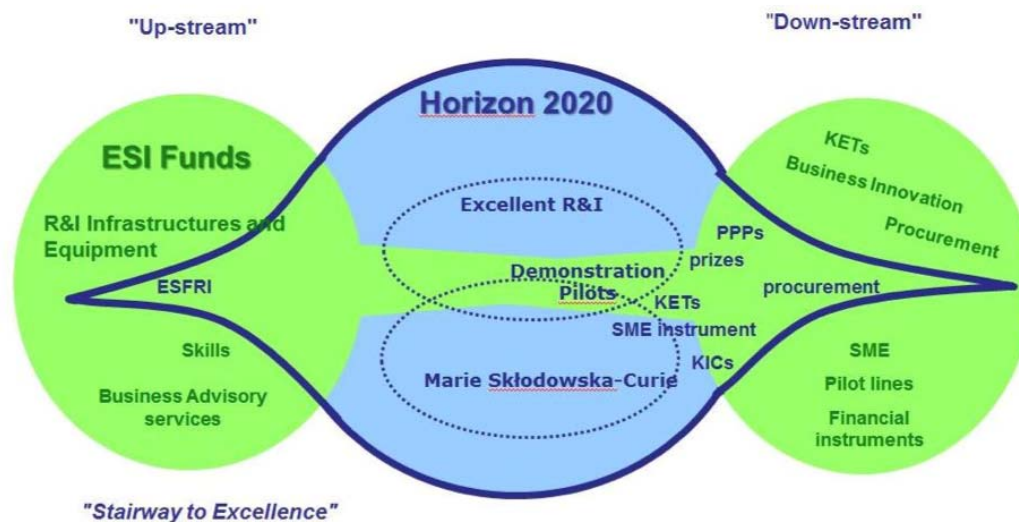 "Up-stream"
"Down-stream"
Horizon 2020
ESI Funds
R&I Infrastructures and
Equipment
ESFRI
Skills
Business Advisory
services
"Stairway to Excellence"
Excellent R&I
Demonstration
Pilöts
Marie Skłodowska-Curie
PPPs
prizes
KETs
SME instrument
KICs
procurement
KETs
Business Innovation
Procurement
SME
Pilot lines
Financial
instruments